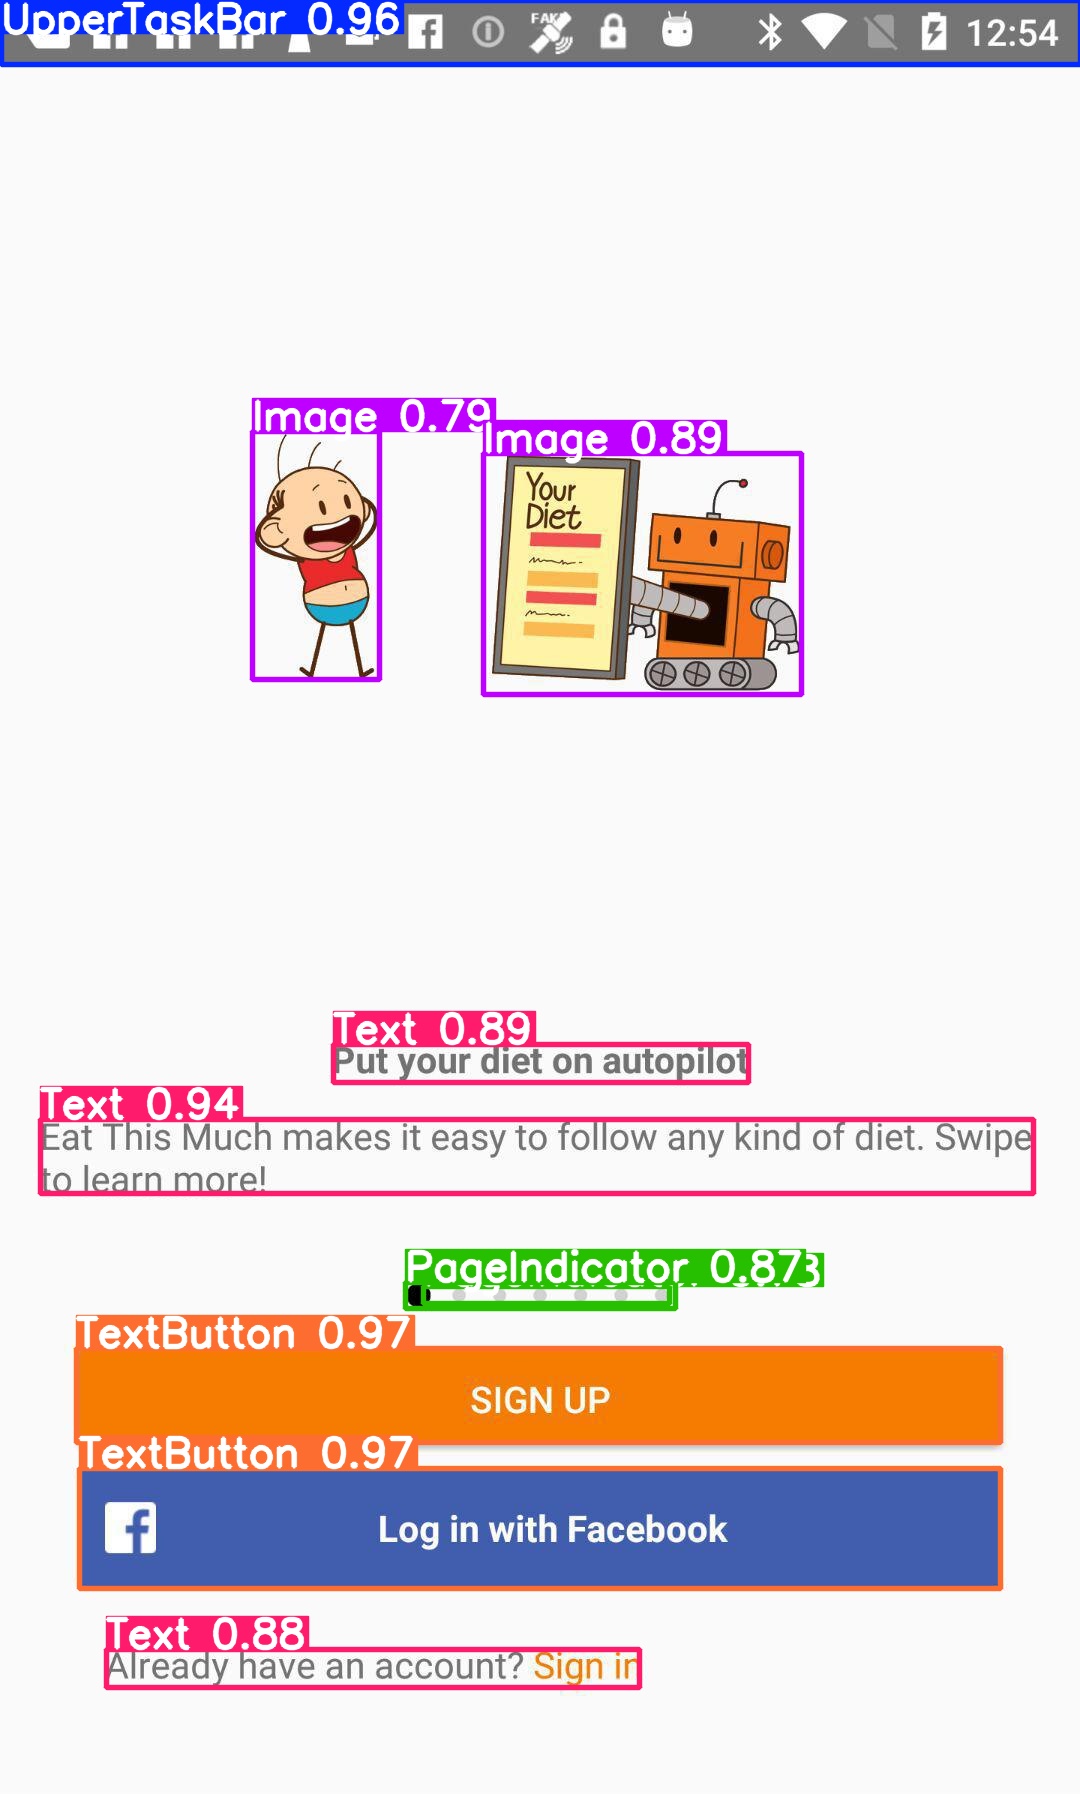 UpperTaskBar 0.96
FAKE
12:54
Image 0.79
Image 0.89
Your
Diet
Text 0.89
Put your diet on autopilot
Text 0.94
Eat This Much makes it easy to follow any kind of diet. Swipe
to learn more!
PageIndicator 0.87
TextButton 0.97
SIGN UP
TextButton 0.97
Log in with Facebook
Text 0.88
Already have an account? Sign in